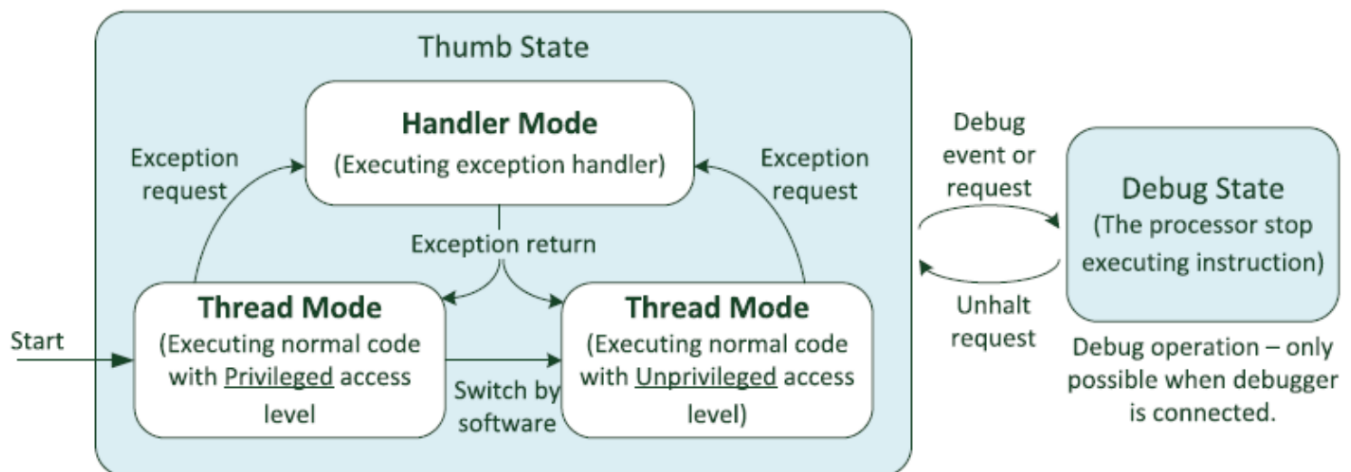 Thumb State
Handler Mode
(Executing exception handler)
Exception
request
Exception
request
Exception return
Start
Thread Mode
(Executing normal code
with Privileged access
level
Switch by
software
Thread Mode
(Executing normal code
with Unprivileged access
level)
Debug
event or
request
Unhalt
request
Debug State
(The processor stop
executing instruction)
Debug operation – only
possible when debugger
is connected.